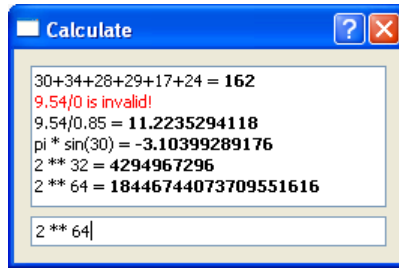 Calculate
30+34+28+29+17+24 = 162
9.54/0 is invalid!
9.54/0.85 = 11.2235294118
pi * sin(30) = -3.10399289176
2 ** 32 = 4294967296
2 ** 64 = 18446744073709551616
2 ** 64